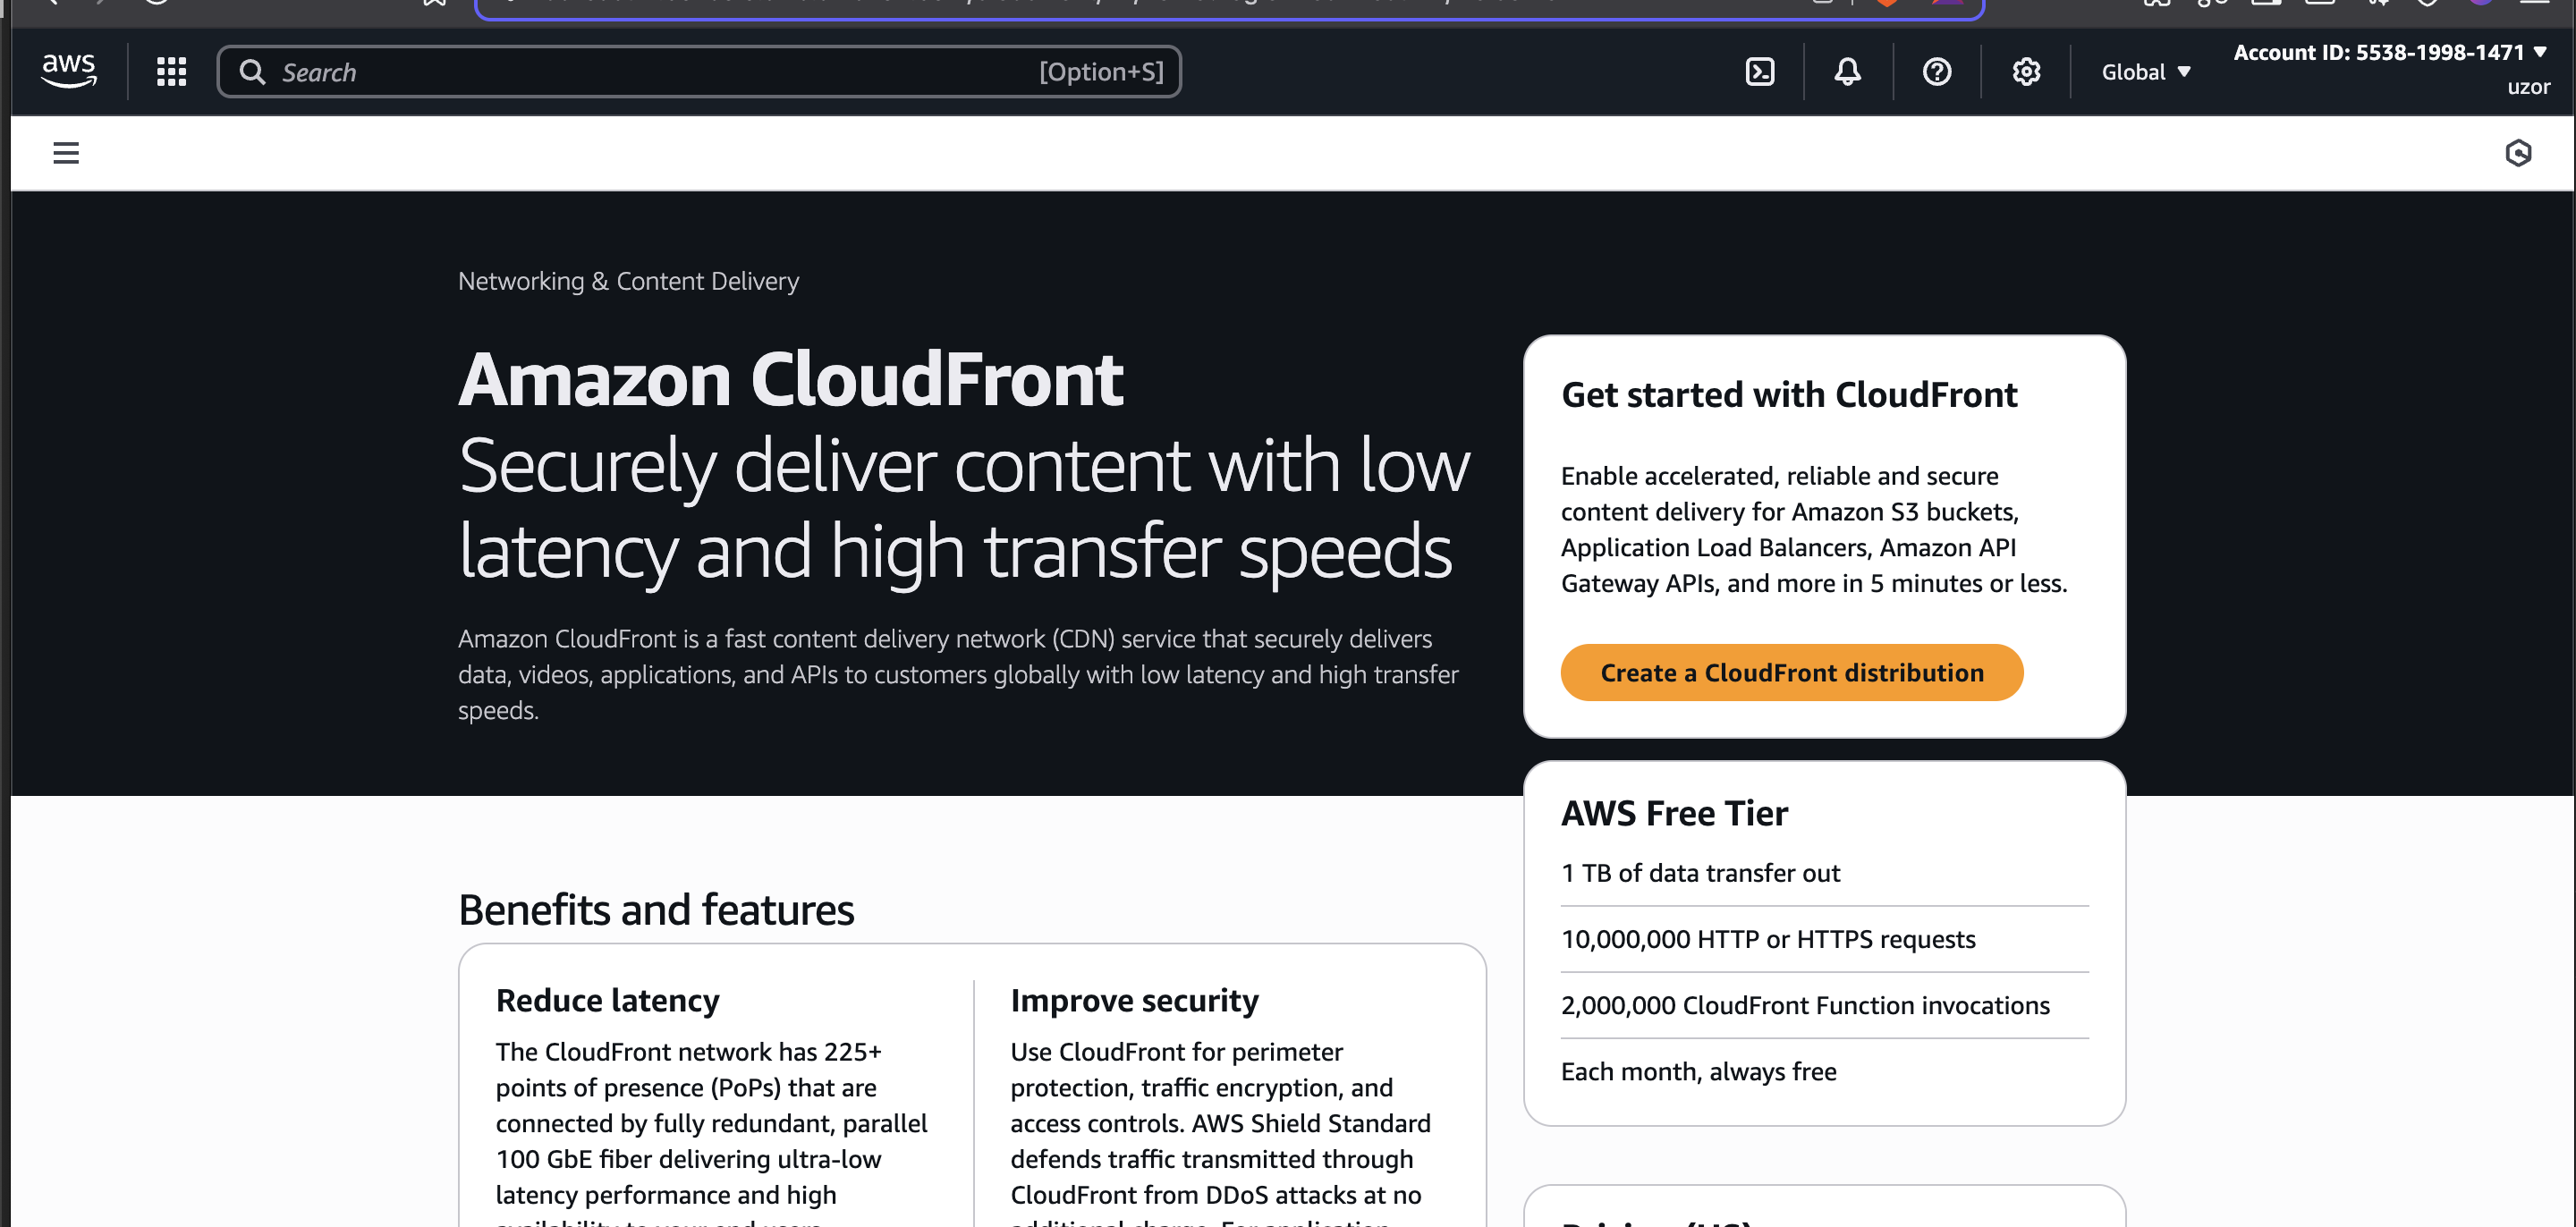 aws
Search
[Option+S]
Global
Account ID: 5538-1998-1471
uzor
Networking & Content Delivery
Amazon CloudFront
Securely deliver content with low
latency and high transfer speeds
Amazon CloudFront is a fast content delivery network (CDN) service that securely delivers
data, videos, applications, and APIs to customers globally with low latency and high transfer
speeds.
Get started with CloudFront
Enable accelerated, reliable and secure
content delivery for Amazon S3 buckets,
Application Load Balancers, Amazon API
Gateway APIs, and more in 5 minutes or less.
Create a CloudFront distribution
AWS Free Tier
1 TB of data transfer out
10,000,000 HTTP or HTTPS requests
2,000,000 CloudFront Function invocations
Each month, always free
Benefits and features
Reduce latency
The CloudFront network has 225+
points of presence (PoPs) that are
connected by fully redundant, parallel
100 GbE fiber delivering ultra-low
latency performance and high
Improve security
Use CloudFront for perimeter
protection, traffic encryption, and
access controls. AWS Shield Standard
defends traffic transmitted through
CloudFront from DDoS attacks at no